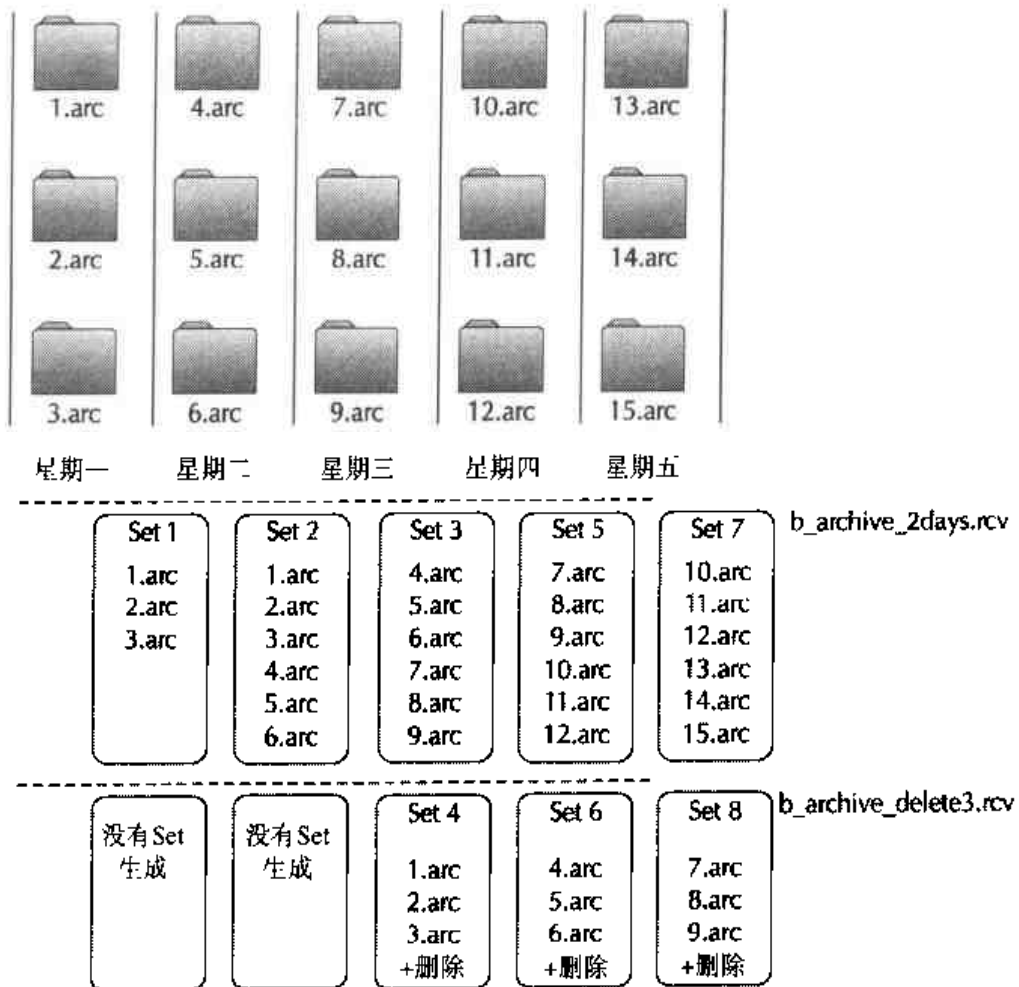 1.arc 4.arc 7.arc 10.arc 13.arc
2.arc 5.arc 8.arc 11.arc 14.arc
3.arc 6.arc 9.arc 12.arc 15.arc
星期一 星期二 星期三 星期四 星期五
Set 1 Set 2 Set 3 Set 5 Set 7 b_archive_2days.rcv
1.arc 1.arc 4.arc 7.arc 10.arc
2.arc 2.arc 5.arc 8.arc 11.arc
3.arc 3.arc 6.arc 9.arc 12.arc
4.arc 7.arc 10.arc 13.arc
5.arc 8.arc 11.arc 14.arc
6.arc 9.arc 12.arc 15.arc
没有Set 没有Set Set 4 Set 6 Set 8 b_archive_delete3.rcv
生成 生成 1.arc 4.arc 7.arc
2.arc 5.arc 8.arc
3.arc 6.arc 9.arc
+删除 +删除 +删除